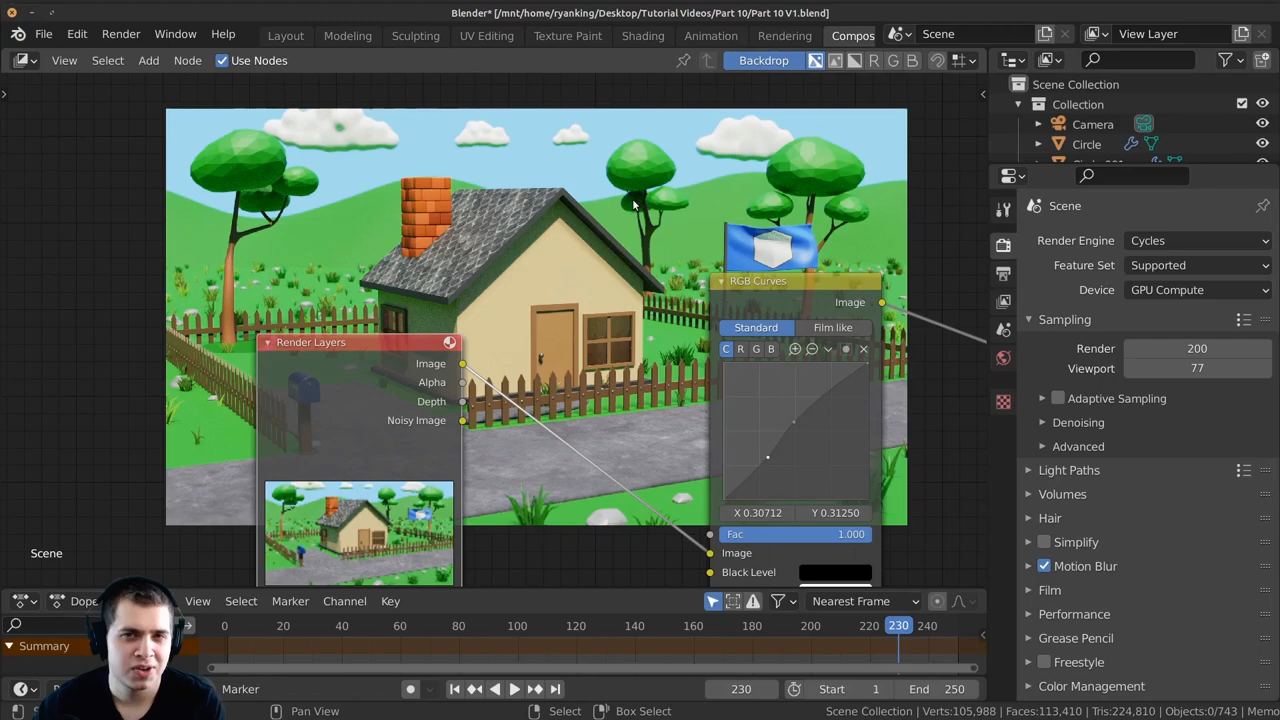 Blender* [/mnt/home/ryanking/Desktop/Tutorial Videos/Part 10/Part 10 V1.blend]
File Edit Render Window Help Layout Modeling Sculpting UV Editing Texture Paint Shading Animation Rendering Compos Scene View Layer
View Select Add Node Use Nodes Backdrop R G B
Scene Collection
Collection
Camera
Circle
Scene
Render Engine Cycles
Feature Set Supported
Device GPU Compute
Sampling
Render 200
Viewport 77
Adaptive Sampling
Denoising
Advanced
Light Paths
Volumes
Hair
Simplify
Motion Blur
Film
Performance
Grease Pencil
Freestyle
Color Management
RGB Curves
Image
Standard Film like
C R G B
X 0.30712 Y 0.31250
Fac 1.000
Image
Black Level
Render Layers
Image
Alpha
Depth
Noisy Image
Scene
Dope View Select Marker Channel Key Nearest Frame
0 20 40 60 80 100 120 140 160 180 200 220 230 240
Summary
Marker 230 Start 1 End 250
Pan View Select Box Select Scene Collection | Verts:105,988 | Faces:113,410 | Tris:224,810 | Objects:0/743 | Memo